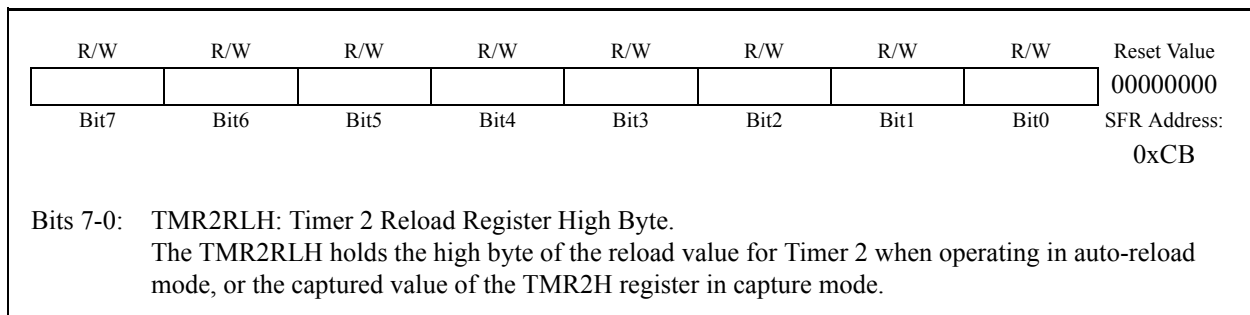 R/W R/W R/W R/W R/W R/W R/W R/W Reset Value
00000000
Bit7 Bit6 Bit5 Bit4 Bit3 Bit2 Bit1 Bit0 SFR Address:
0xCB
Bits 7-0: TMR2RLH: Timer 2 Reload Register High Byte.
The TMR2RLH holds the high byte of the reload value for Timer 2 when operating in auto-reload
mode, or the captured value of the TMR2H register in capture mode.